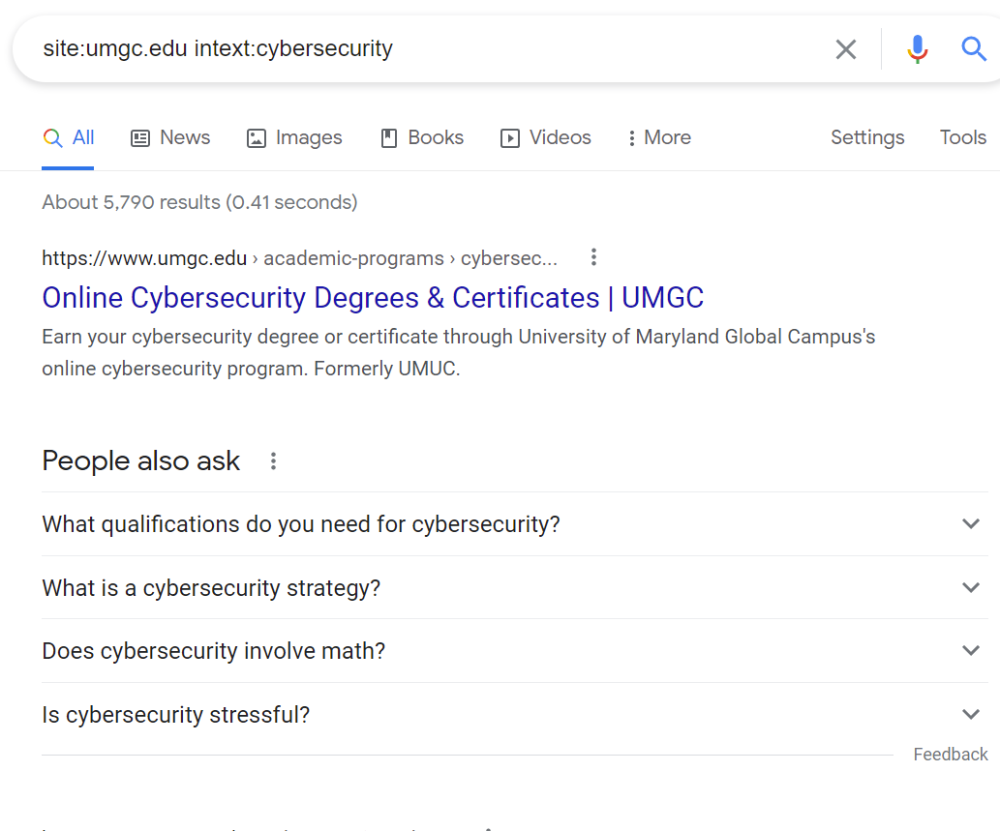 site:umgc.edu intext:cybersecurity
All News Images Books Videos More Settings Tools
About 5,790 results (0.41 seconds)
https://www.umgc.edu › academic-programs › cybersec...
Online Cybersecurity Degrees & Certificates | UMGC
Earn your cybersecurity degree or certificate through University of Maryland Global Campus's
online cybersecurity program. Formerly UMUC.
People also ask
What qualifications do you need for cybersecurity?
What is a cybersecurity strategy?
Does cybersecurity involve math?
Is cybersecurity stressful?
Feedback